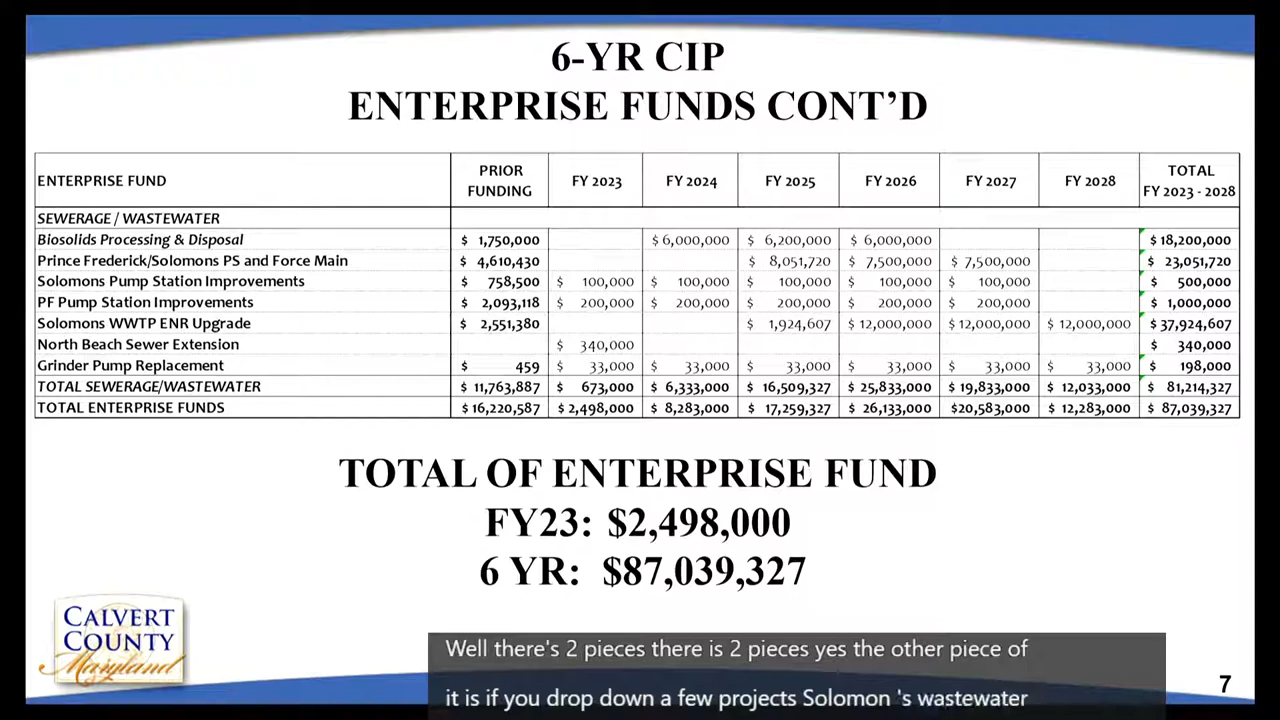 6-YR CIP
ENTERPRISE FUNDS CONT'D
ENTERPRISE FUND PRIOR FUNDING FY 2023 FY 2024 FY 2025 FY 2026 FY 2027 FY 2028 TOTAL FY 2023 - 2028
SEWERAGE / WASTEWATER
Biosolids Processing & Disposal $ 1,750,000 $ 6,000,000 $ 6,200,000 $ 6,000,000 $ 18,200,000
Prince Frederick/Solomons PS and Force Main $ 4,610,430 $ 8,051,720 $ 7,500,000 $ 7,500,000 $ 23,051,720
Solomons Pump Station Improvements $ 758,500 $ 100,000 $ 100,000 $ 100,000 $ 100,000 $ 100,000 $ 500,000
PF Pump Station Improvements $ 2,093,118 $ 200,000 $ 200,000 $ 200,000 $ 200,000 $ 200,000 $ 1,000,000
Solomons WWTP ENR Upgrade $ 2,551,380 $ 1,924,607 $ 12,000,000 $ 12,000,000 $ 12,000,000 $ 37,924,607
North Beach Sewer Extension $ 340,000 $ 340,000
Grinder Pump Replacement $ 459 $ 33,000 $ 33,000 $ 33,000 $ 33,000 $ 33,000 $ 33,000 $ 198,000
TOTAL SEWERAGE/WASTEWATER $ 11,763,887 $ 673,000 $ 6,333,000 $ 16,509,327 $ 25,833,000 $ 19,833,000 $ 12,033,000 $ 81,214,327
TOTAL ENTERPRISE FUNDS $ 16,220,587 $ 2,498,000 $ 8,283,000 $ 17,259,327 $ 26,133,000 $20,583,000 $ 12,283,000 $ 87,039,327
TOTAL OF ENTERPRISE FUND
FY23: $2,498,000
6 YR: $87,039,327
CALVERT
COUNTY
Maryland
Well there's 2 pieces there is 2 pieces yes the other piece of
it is if you drop down a few projects Solomon 's wastewater
7